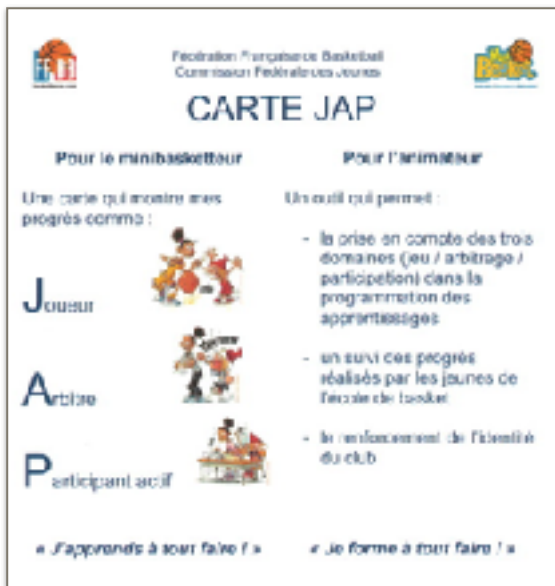 FFBB
Fédération Française de Basketball
Commission Fédérale des Jeunes
CARTE JAP
Pour le minibasketteur
Une carte qui montre mes
progrès comme :
Joueur
Arbitre
Participant actif
« J'apprends à tout faire ! »
Pour l'animateur
Un outil qui permet :
- la prise en compte des trois
domaines (jeu / arbitrage /
participation) dans la
programmation des
apprentissages
- un suivi des progrès
réalisés par les jeunes de
l'école de basket
- le renforcement de l'identité
du club
« Je forme à tout faire ! »